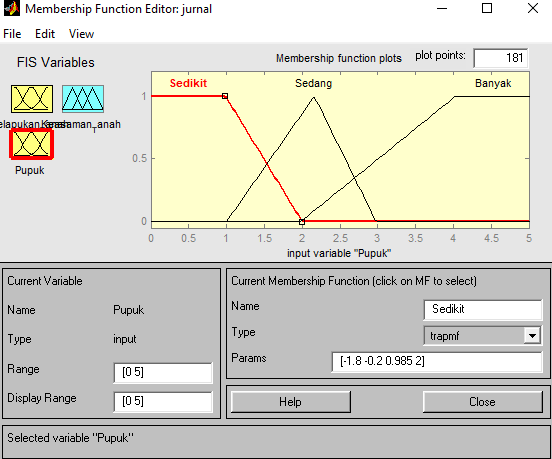 Membership Function Editor: jurnal
File Edit View
FIS Variables
Membership function plots
plot points:
181
Sedikit
Sedang
Banyak
1
0.5
0
0 0.5 1 1.5 2 2.5 3 3.5 4 4.5 5
input variable "Pupuk"
Pupuk
Current Variable
Name Pupuk
Type input
Range [0 5]
Display Range [0 5]
Current Membership Function (click on MF to select)
Name Sedikit
Type trapmf
Params [-1.8 -0.2 0.985 2]
Help Close
Selected variable "Pupuk"